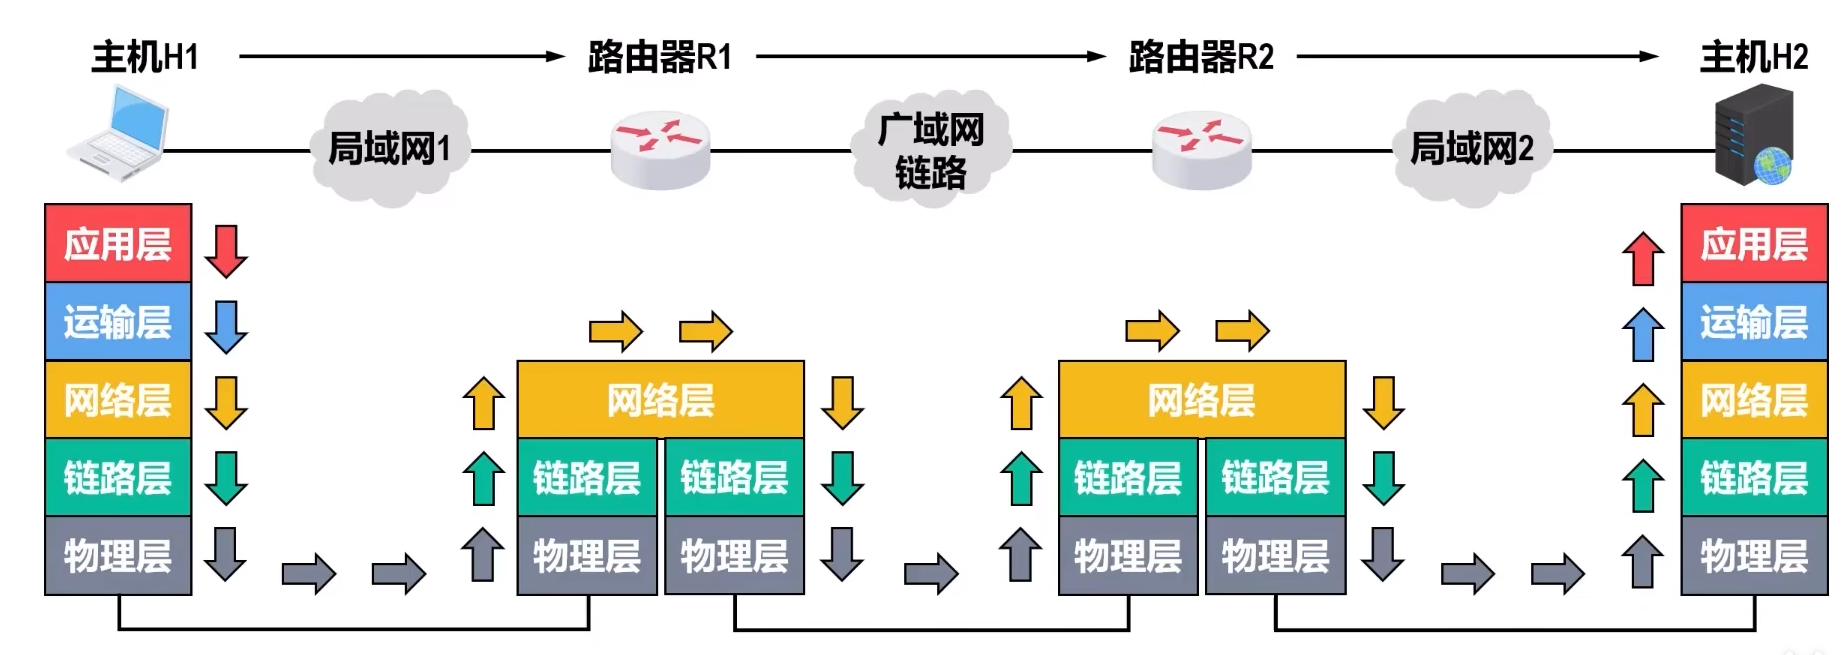 主机H1
路由器R1
路由器R2
主机H2
局域网1
广域网
链路
局域网2
应用层
运输层
网络层
链路层
物理层
网络层
链路层 链路层
物理层 物理层
网络层
链路层 链路层
物理层 物理层
应用层
运输层
网络层
链路层
物理层